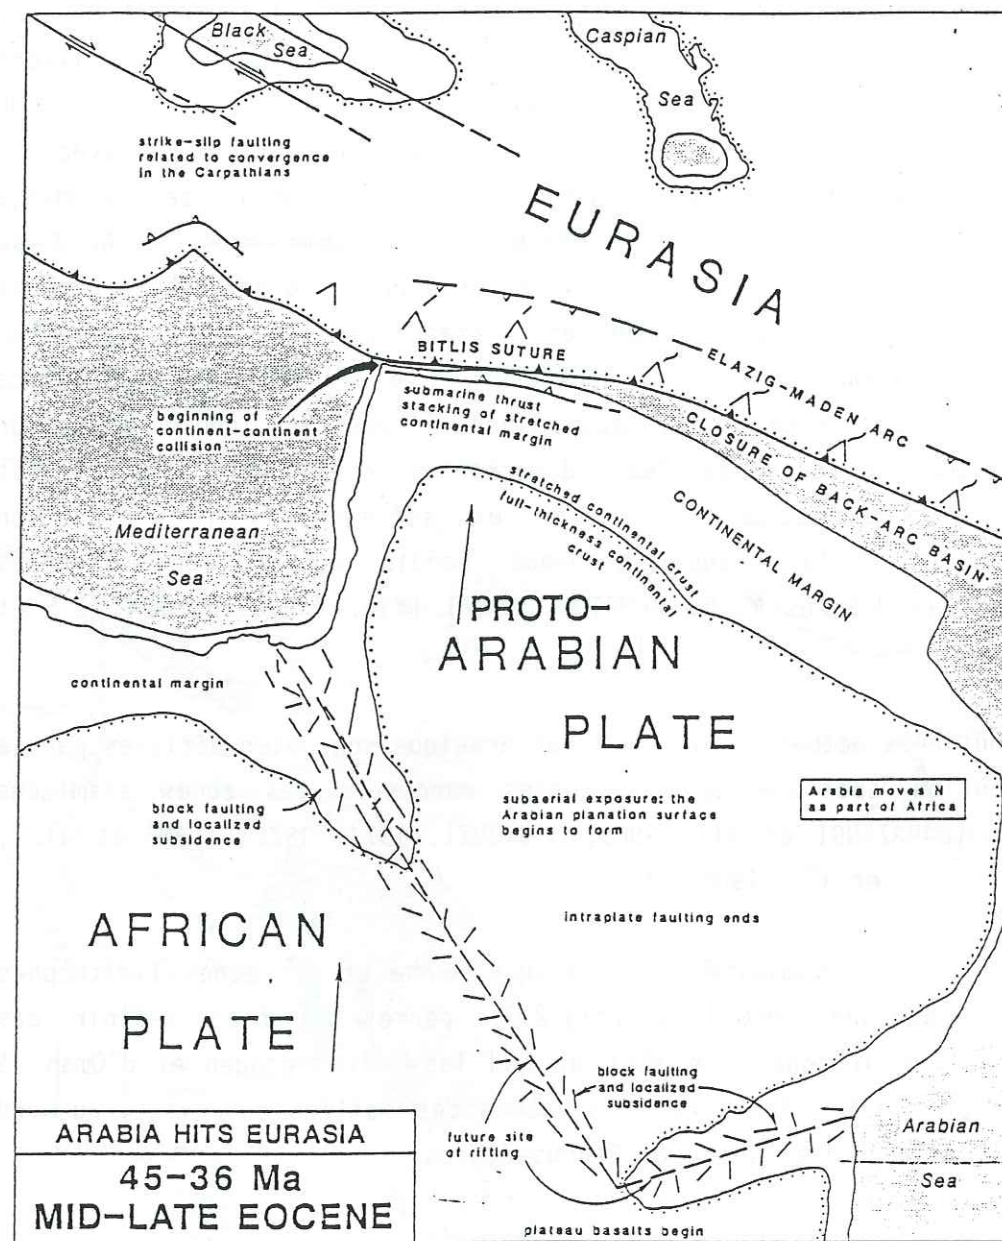 Black
Sea
Caspian
Sea
strike-slip faulting
related to convergence
in the Carpathians
EURASIA
BITLIS SUTURE
ELAZIG-MADEN ARC
beginning of
continent-continent
collision
submarine thrust
stacking of stretched
continental margin
CLOSURE OF BACK-ARC BASIN
CONTINENTAL MARGIN
stretched continental crust
full-thickness continental
crust
Mediterranean
Sea
PROTO-
ARABIAN
PLATE
continental margin
block faulting
and localized
subsidence
subaerial exposure: the
Arabian planation surface
begins to form
Arabia moves N
as part of Africa
intraplate faulting ends
AFRICAN
PLATE
block faulting
and localized
subsidence
future site
of rifting
Arabian
Sea
plateau basalts begin
ARABIA HITS EURASIA
45-36 Ma
MID-LATE EOCENE